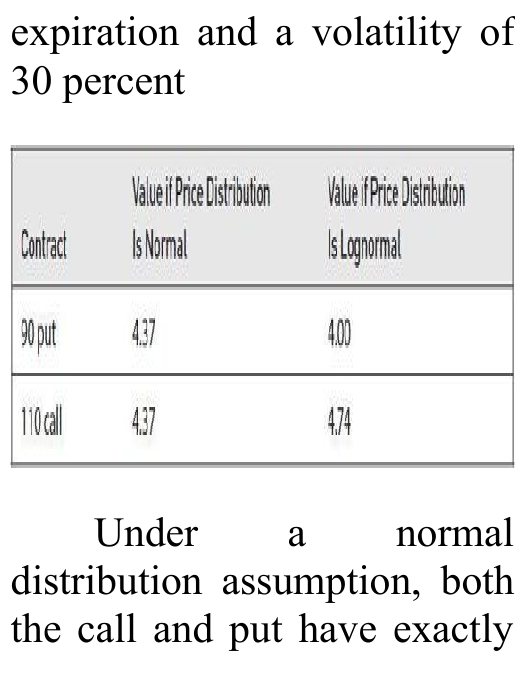 expiration and a volatility of
30 percent
Value if Price Distribution Value if Price Distribution
Contract Is Normal Is Lognormal
90 put 4.37 4.00
110 call 4.37 4.74
Under a normal
distribution assumption, both
the call and put have exactly